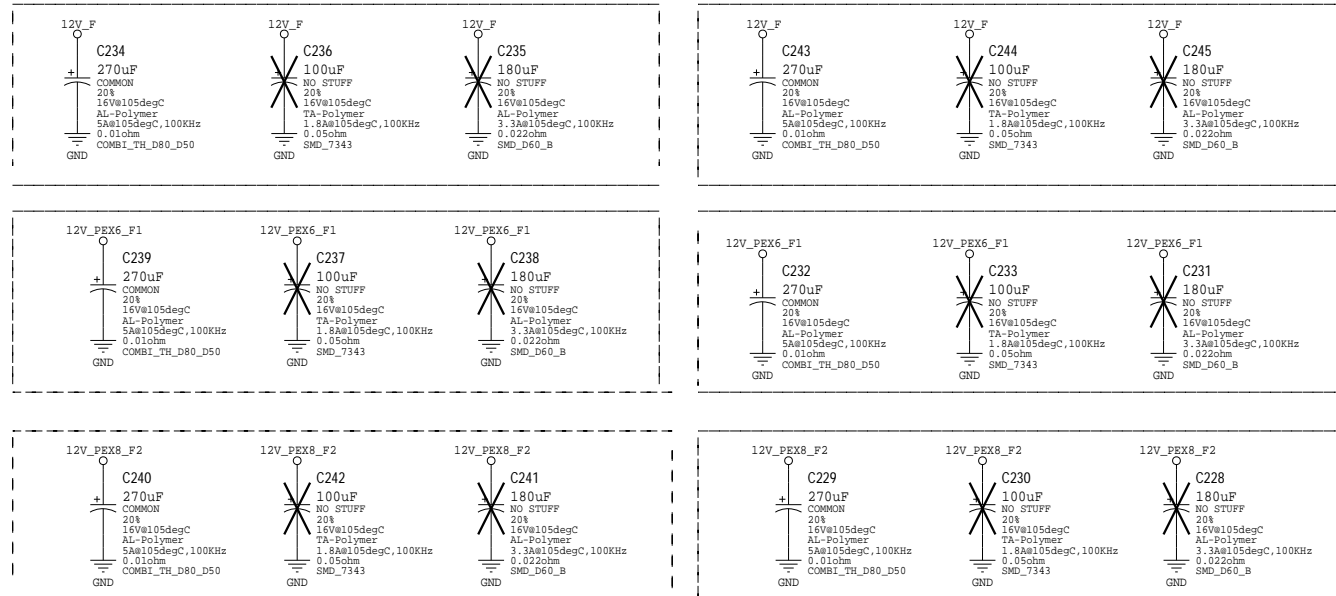 12V_F
C234
270uF
COMMON
20%
16V@105degC
AL-Polymer
5A@105degC,100KHz
0.01ohm
COMBI_TH_D80_D50
+
GND
12V_F
C236
100uF
NO STUFF
20%
16V@105degC
TA-Polymer
1.8A@105degC,100KHz
0.05ohm
SMD_7343
+
GND
12V_F
C235
180uF
NO STUFF
20%
16V@105degC
AL-Polymer
3.3A@105degC,100KHz
0.022ohm
SMD_D60_B
+
GND
12V_F
C243
270uF
COMMON
20%
16V@105degC
AL-Polymer
5A@105degC,100KHz
0.01ohm
COMBI_TH_D80_D50
+
GND
12V_F
C244
100uF
NO STUFF
20%
16V@105degC
TA-Polymer
1.8A@105degC,100KHz
0.05ohm
SMD_7343
+
GND
12V_F
C245
180uF
NO STUFF
20%
16V@105degC
AL-Polymer
3.3A@105degC,100KHz
0.022ohm
SMD_D60_B
+
GND
12V_PEX6_F1
C239
270uF
COMMON
20%
16V@105degC
AL-Polymer
5A@105degC,100KHz
0.01ohm
COMBI_TH_D80_D50
+
GND
12V_PEX6_F1
C237
100uF
NO STUFF
20%
16V@105degC
TA-Polymer
1.8A@105degC,100KHz
0.05ohm
SMD_7343
+
GND
12V_PEX6_F1
C238
180uF
NO STUFF
20%
16V@105degC
AL-Polymer
3.3A@105degC,100KHz
0.022ohm
SMD_D60_B
+
GND
12V_PEX6_F1
C232
270uF
COMMON
20%
16V@105degC
AL-Polymer
5A@105degC,100KHz
0.01ohm
COMBI_TH_D80_D50
+
GND
12V_PEX6_F1
C233
100uF
NO STUFF
20%
16V@105degC
TA-Polymer
1.8A@105degC,100KHz
0.05ohm
SMD_7343
+
GND
12V_PEX6_F1
C231
180uF
NO STUFF
20%
16V@105degC
AL-Polymer
3.3A@105degC,100KHz
0.022ohm
SMD_D60_B
+
GND
12V_PEX8_F2
C240
270uF
COMMON
20%
16V@105degC
AL-Polymer
5A@105degC,100KHz
0.01ohm
COMBI_TH_D80_D50
+
GND
12V_PEX8_F2
C242
100uF
NO STUFF
20%
16V@105degC
TA-Polymer
1.8A@105degC,100KHz
0.05ohm
SMD_7343
+
GND
12V_PEX8_F2
C241
180uF
NO STUFF
20%
16V@105degC
AL-Polymer
3.3A@105degC,100KHz
0.022ohm
SMD_D60_B
+
GND
12V_PEX8_F2
C229
270uF
COMMON
20%
16V@105degC
AL-Polymer
5A@105degC,100KHz
0.01ohm
COMBI_TH_D80_D50
+
GND
12V_PEX8_F2
C230
100uF
NO STUFF
20%
16V@105degC
TA-Polymer
1.8A@105degC,100KHz
0.05ohm
SMD_7343
+
GND
12V_PEX8_F2
C228
180uF
NO STUFF
20%
16V@105degC
AL-Polymer
3.3A@105degC,100KHz
0.022ohm
SMD_D60_B
+
GND